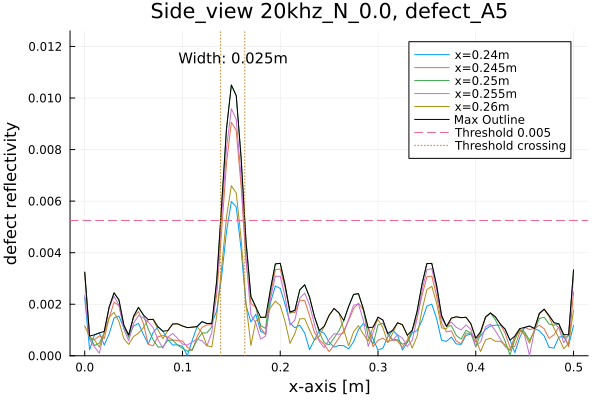 Side_view 20khz_N_0.0, defect_A5
Width: 0.025m
x=0.24m
x=0.245m
x=0.25m
x=0.255m
x=0.26m
Max Outline
Threshold 0.005
Threshold crossing
defect reflectivity
0.012
0.010
0.008
0.006
0.004
0.002
0.000
0.0 0.1 0.2 0.3 0.4 0.5
x-axis [m]